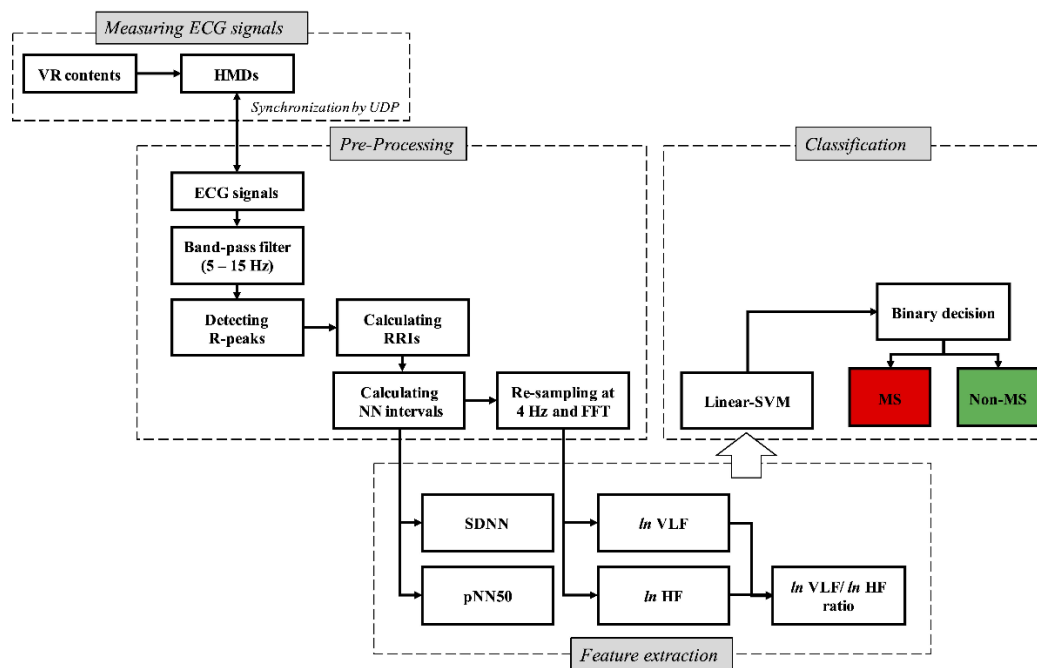 Measuring ECG signals
VR contents
HMDs
Synchronization by UDP
Pre-Processing
ECG signals
Band-pass filter
(5 – 15 Hz)
Detecting
R-peaks
Calculating
RRIs
Calculating
NN intervals
Re-sampling at
4 Hz and FFT
Classification
Binary decision
Linear-SVM
MS
Non-MS
SDNN
pNN50
ln VLF
ln HF
ln VLF/ ln HF
ratio
Feature extraction